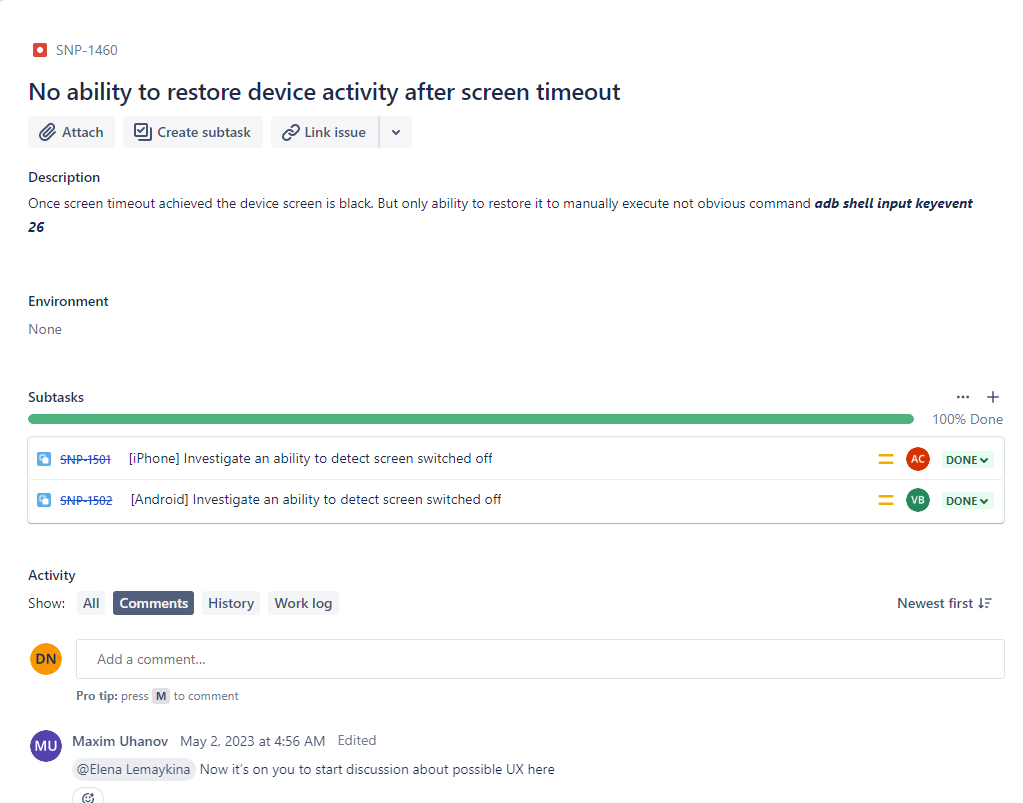 SNP-1460
No ability to restore device activity after screen timeout
Attach
Create subtask
Link issue
Description
Once screen timeout achieved the device screen is black. But only ability to restore it to manually execute not obvious command adb shell input keyevent
26
Environment
None
Subtasks
100% Done
SNP-1501 [iPhone] Investigate an ability to detect screen switched off AC DONE
SNP-1502 [Android] Investigate an ability to detect screen switched off VB DONE
Activity
Show: All Comments History Work log Newest first
DN Add a comment...
Pro tip: press M to comment
MU Maxim Uhanov May 2, 2023 at 4:56 AM Edited
@Elena Lemaykina Now it's on you to start discussion about possible UX here